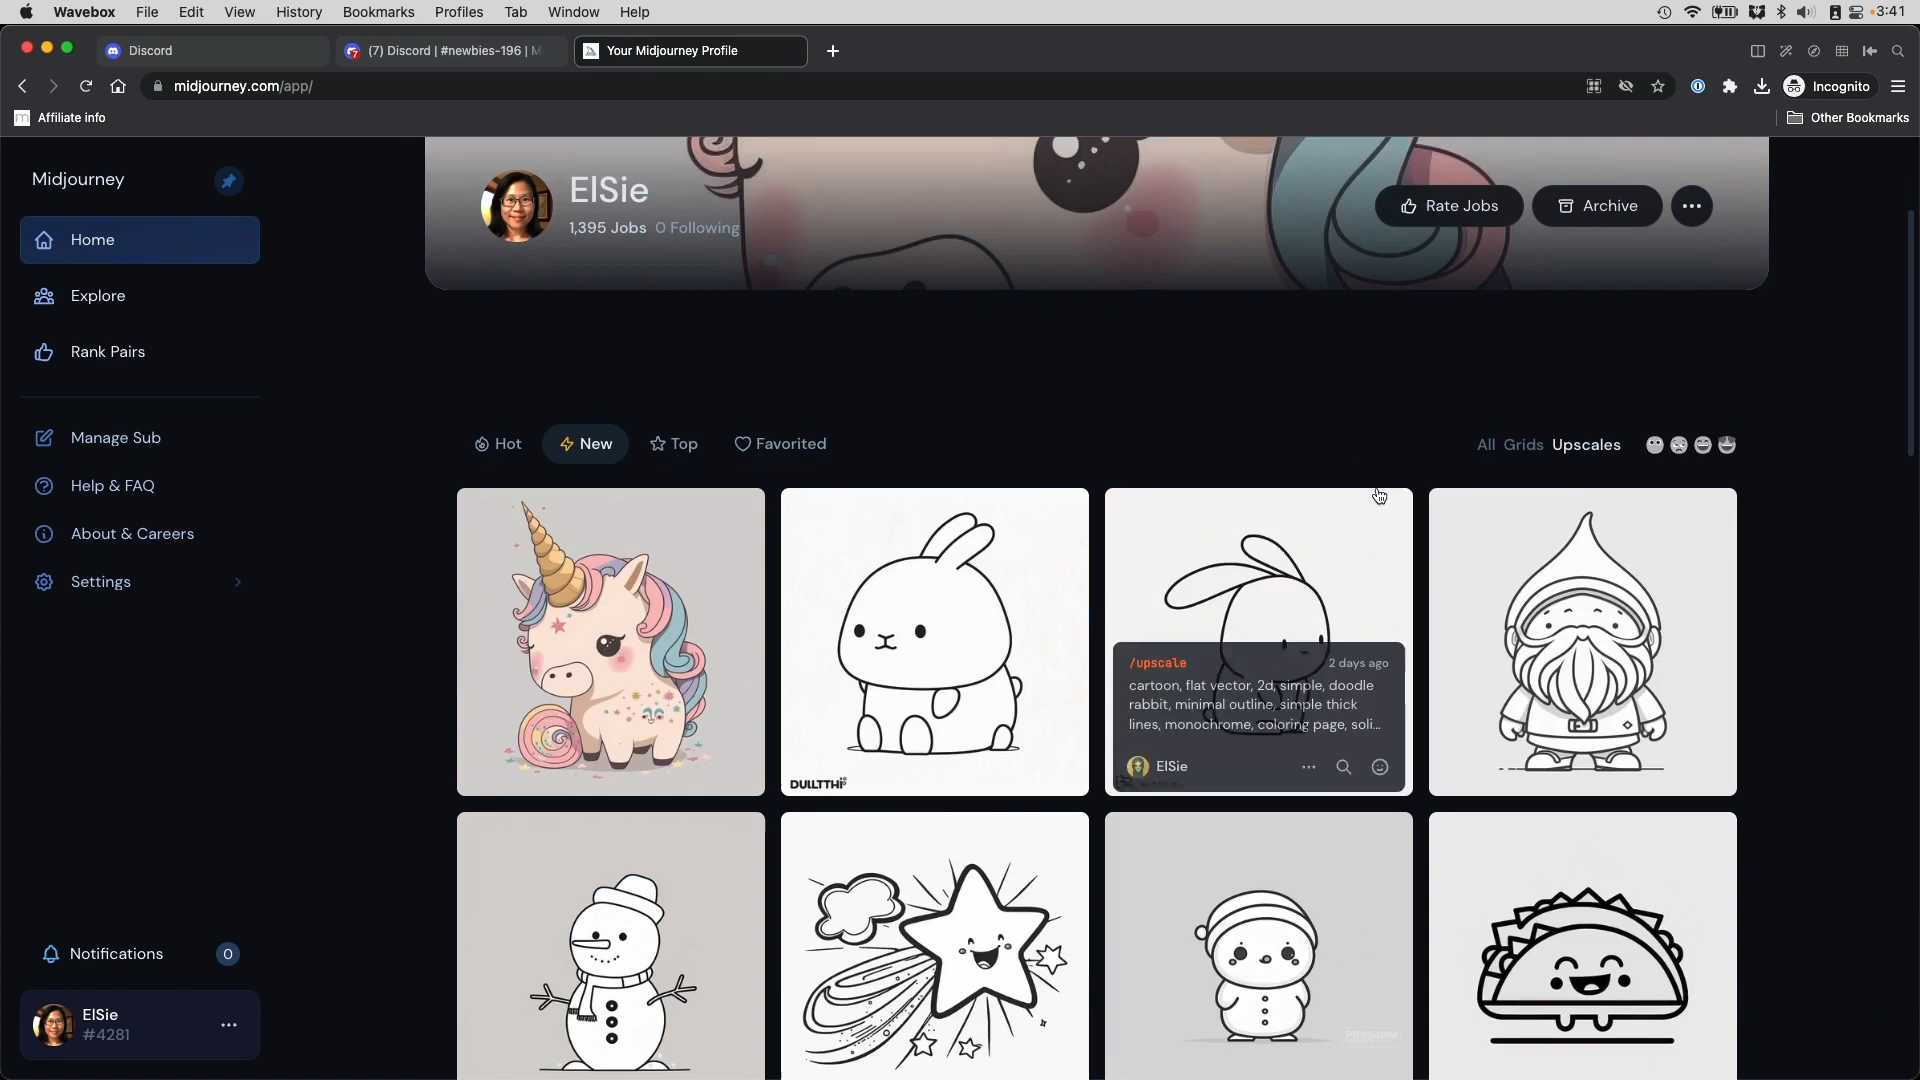 Wavebox File Edit View History Bookmarks Profiles Tab Window Help 3:41
Discord (7) Discord | #newbies-196 | M Your Midjourney Profile
midjourney.com/app/ Incognito
Affiliate info Other Bookmarks
Midjourney
Home
Explore
Rank Pairs
Manage Sub
Help & FAQ
About & Careers
Settings
Notifications 0
ElSie
#4281
ElSie
1,395 Jobs 0 Following
Rate Jobs Archive
Hot New Top Favorited All Grids Upscales
DULLTTHI
/upscale 2 days ago
cartoon, flat vector, 2d, simple, doodle
rabbit, minimal outline, simple thick
lines, monochrome, coloring page, soli...
ElSie